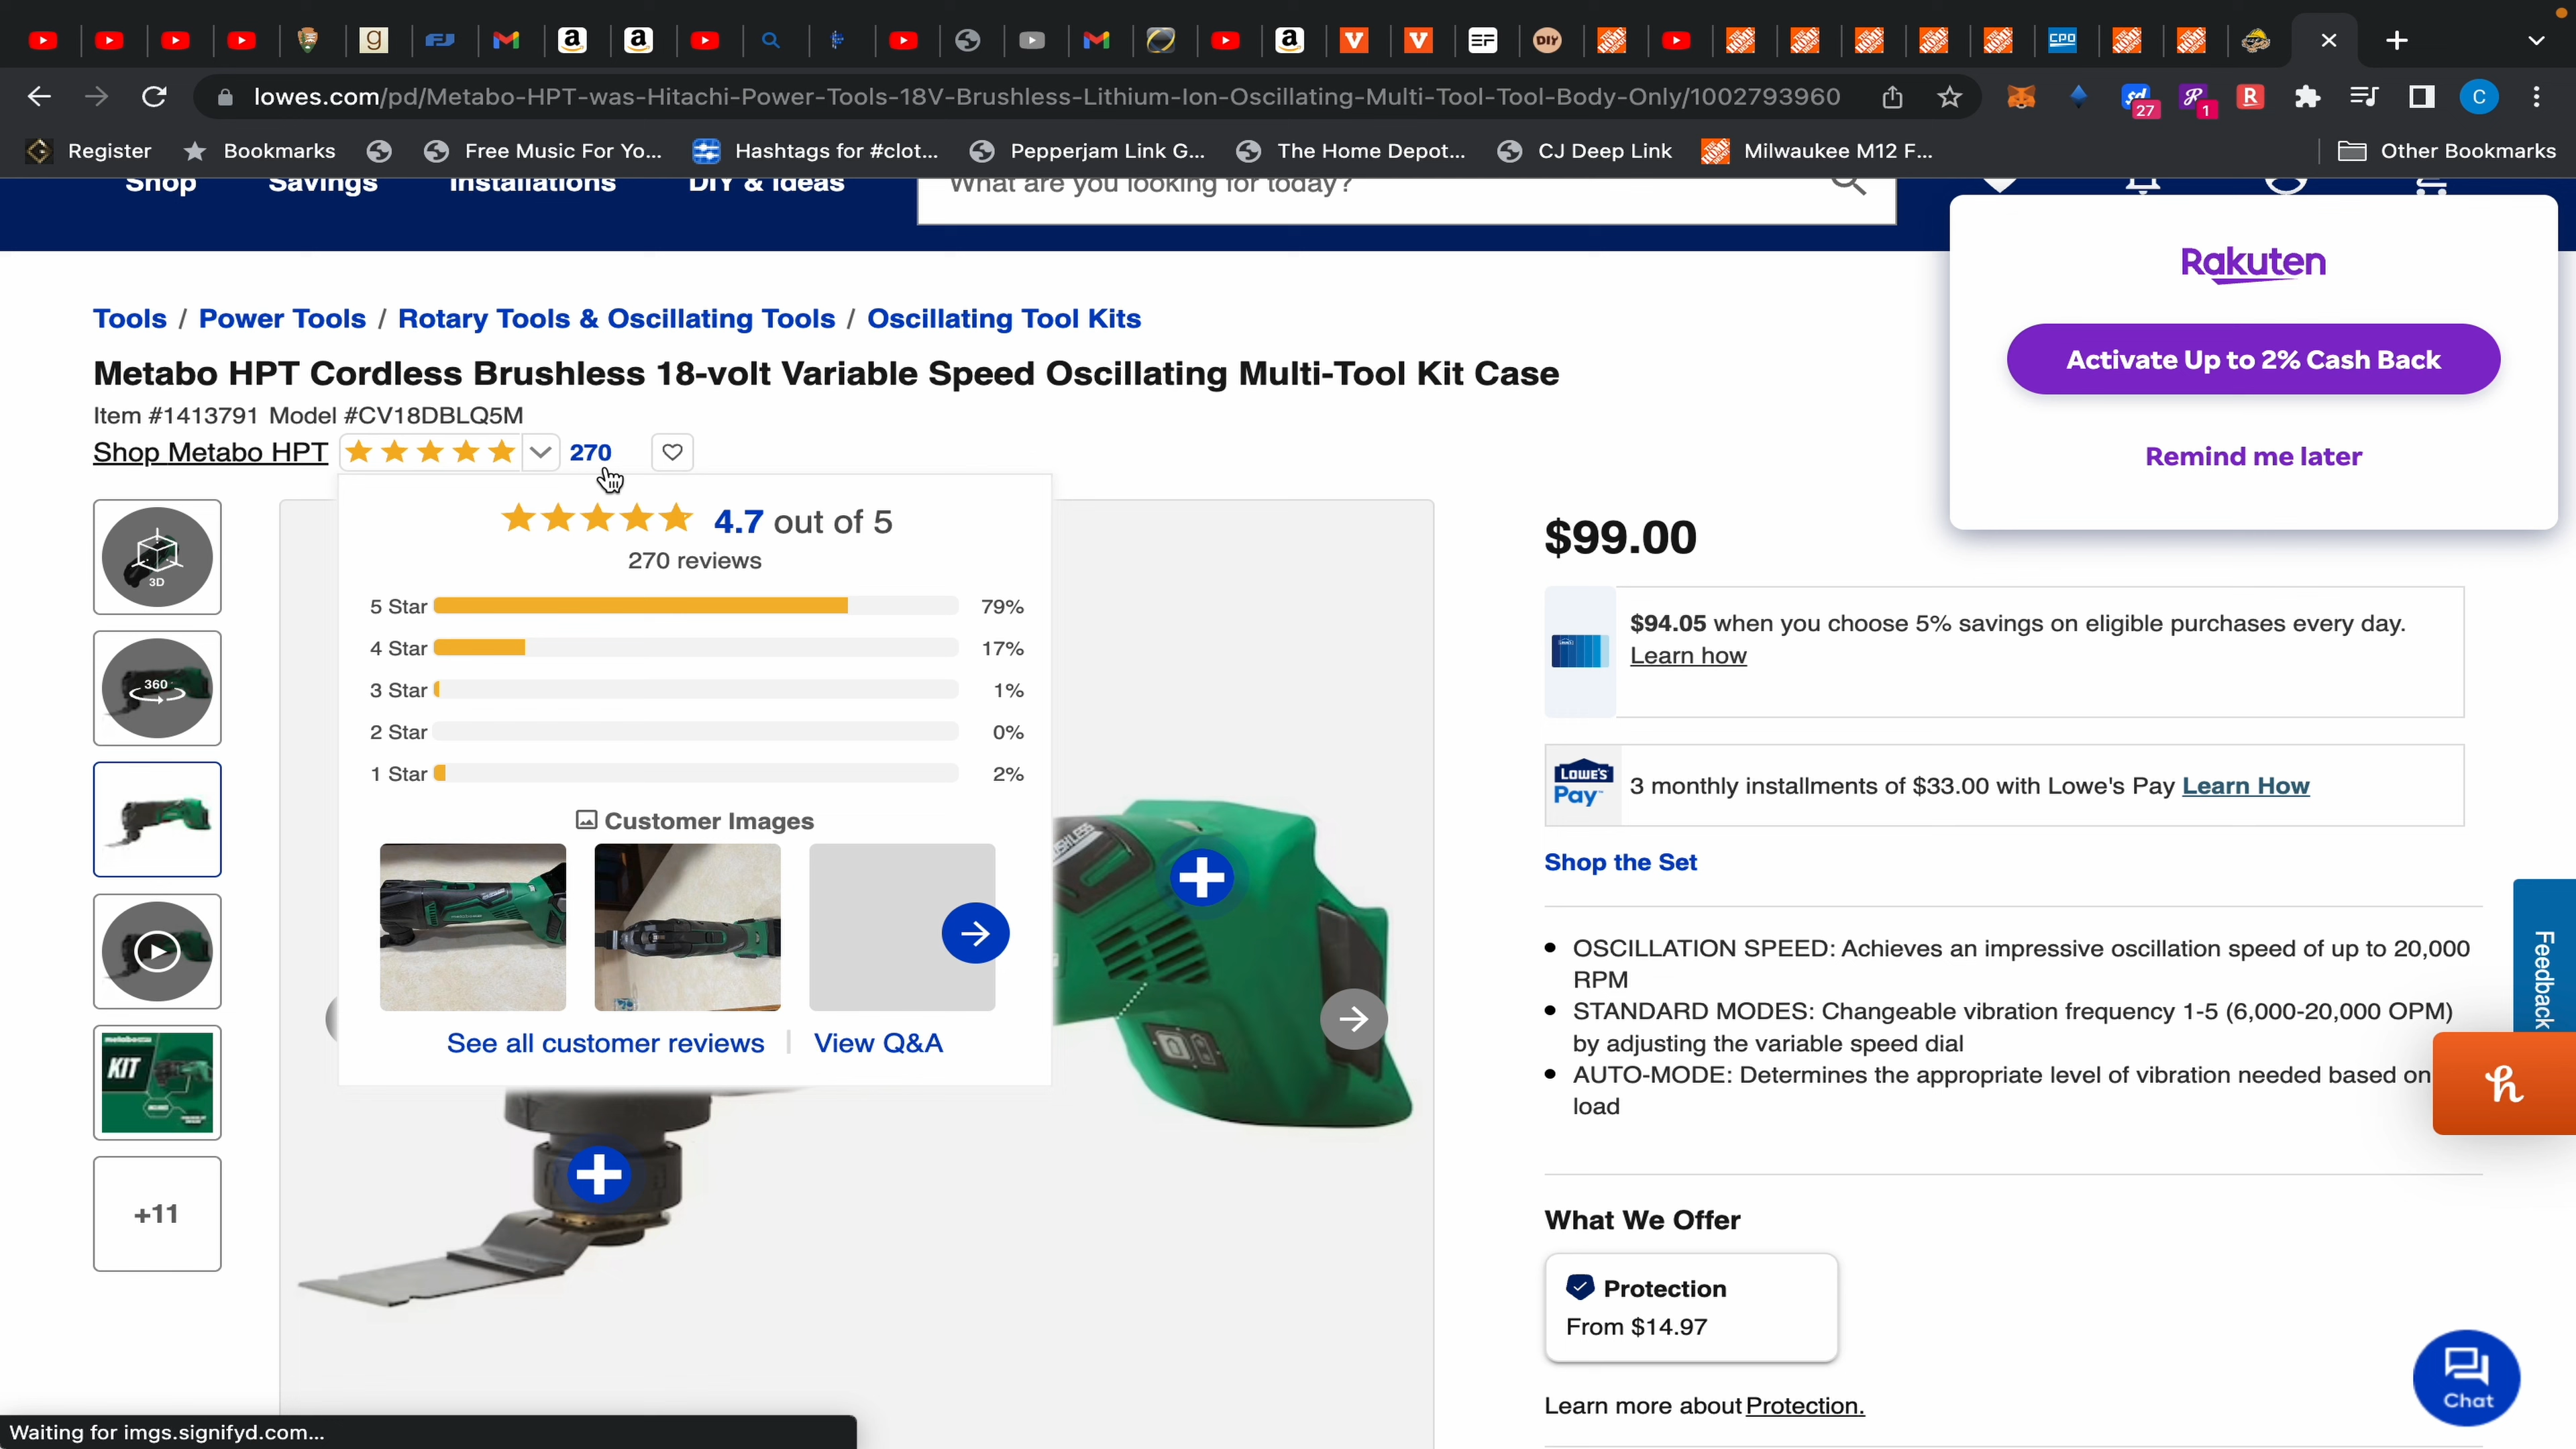 lowes.com/pd/Metabo-HPT-was-Hitachi-Power-Tools-18V-Brushless-Lithium-Ion-Oscillating-Multi-Tool-Tool-Body-Only/1002793960
27
1
C
Register
Bookmarks
Free Music For Yo...
Hashtags for #clot...
Pepperjam Link G...
The Home Depot...
CJ Deep Link
Milwaukee M12 F...
Other Bookmarks
Shop
Savings
Installations
DIY & Ideas
What are you looking for today?
Rakuten
Activate Up to 2% Cash Back
Remind me later
Tools / Power Tools / Rotary Tools & Oscillating Tools / Oscillating Tool Kits
Metabo HPT Cordless Brushless 18-volt Variable Speed Oscillating Multi-Tool Kit Case
Item #1413791 Model #CV18DBLQ5M
Shop Metabo HPT
270
4.7 out of 5
270 reviews
5 Star 79%
4 Star 17%
3 Star 1%
2 Star 0%
1 Star 2%
Customer Images
See all customer reviews
View Q&A
3D
360
KIT
+11
BRUSHLESS
$99.00
$94.05 when you choose 5% savings on eligible purchases every day.
Learn how
LOWE'S
Pay
3 monthly installments of $33.00 with Lowe's Pay Learn How
Shop the Set
• OSCILLATION SPEED: Achieves an impressive oscillation speed of up to 20,000
RPM
• STANDARD MODES: Changeable vibration frequency 1-5 (6,000-20,000 OPM)
by adjusting the variable speed dial
• AUTO-MODE: Determines the appropriate level of vibration needed based on
load
Feedback
What We Offer
Protection
From $14.97
Learn more about Protection.
Chat
Waiting for imgs.signifyd.com...